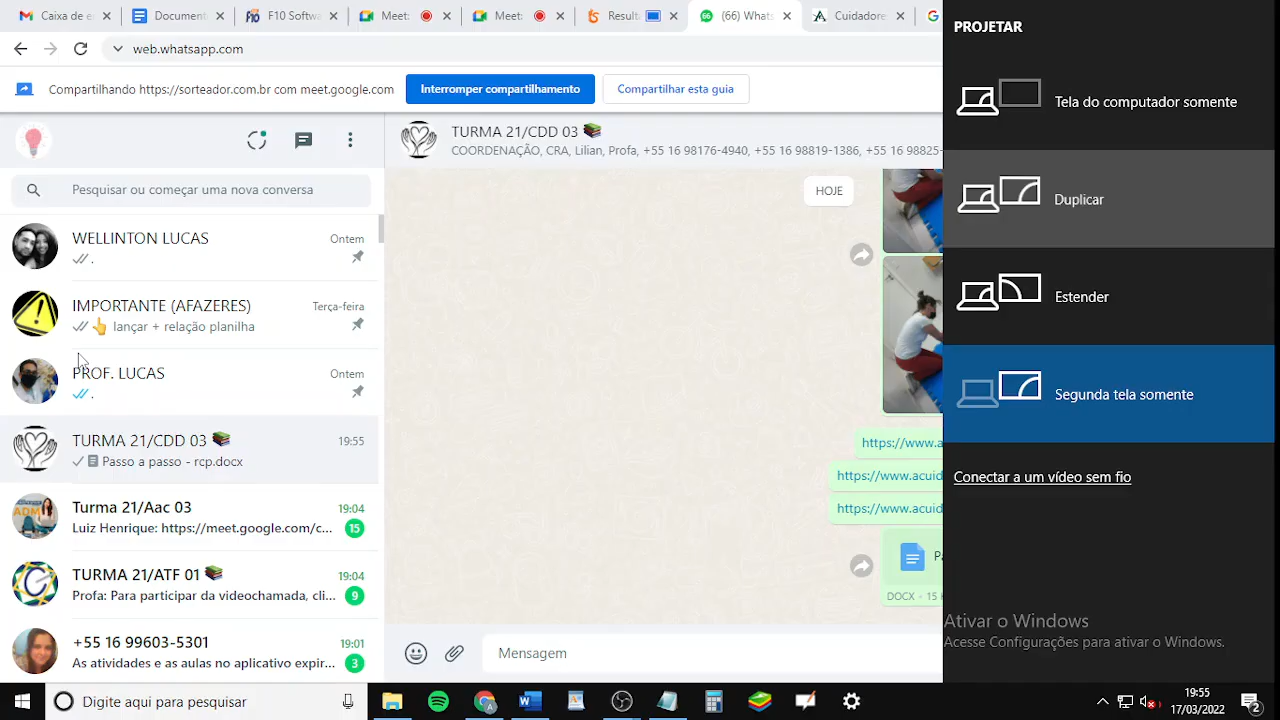 Caixa de e
Document
F10 Softwa
Meet:
Meet:
Result
(66) Whats
Cuidadore
web.whatsapp.com
Compartilhando https://sorteador.com.br com meet.google.com
Interromper compartilhamento
Compartilhar esta guia
Pesquisar ou começar uma nova conversa
WELLINTON LUCAS
Ontem
.
IMPORTANTE (AFAZERES)
Terça-feira
👆 lançar + relação planilha
PROF. LUCAS
Ontem
.
TURMA 21/CDD 03 📚
19:55
Passo a passo - rcp.docx
Turma 21/Aac 03
19:04
Luiz Henrique: https://meet.google.com/c...
15
TURMA 21/ATF 01 📚
19:04
Profa: Para participar da videochamada, cli...
9
+55 16 99603-5301
19:01
As atividades e as aulas no aplicativo expir...
3
TURMA 21/CDD 03 📚
COORDENAÇÃO, CRA, Lilian, Profa, +55 16 98176-4940, +55 16 98819-1386, +55 16 98825-
HOJE
https://www.a
https://www.acuid
https://www.acuid
DOCX • 15
Mensagem
PROJETAR
Tela do computador somente
Duplicar
Estender
Segunda tela somente
Conectar a um vídeo sem fio
Ativar o Windows
Acesse Configurações para ativar o Windows.
Digite aqui para pesquisar
19:55
17/03/2022
2